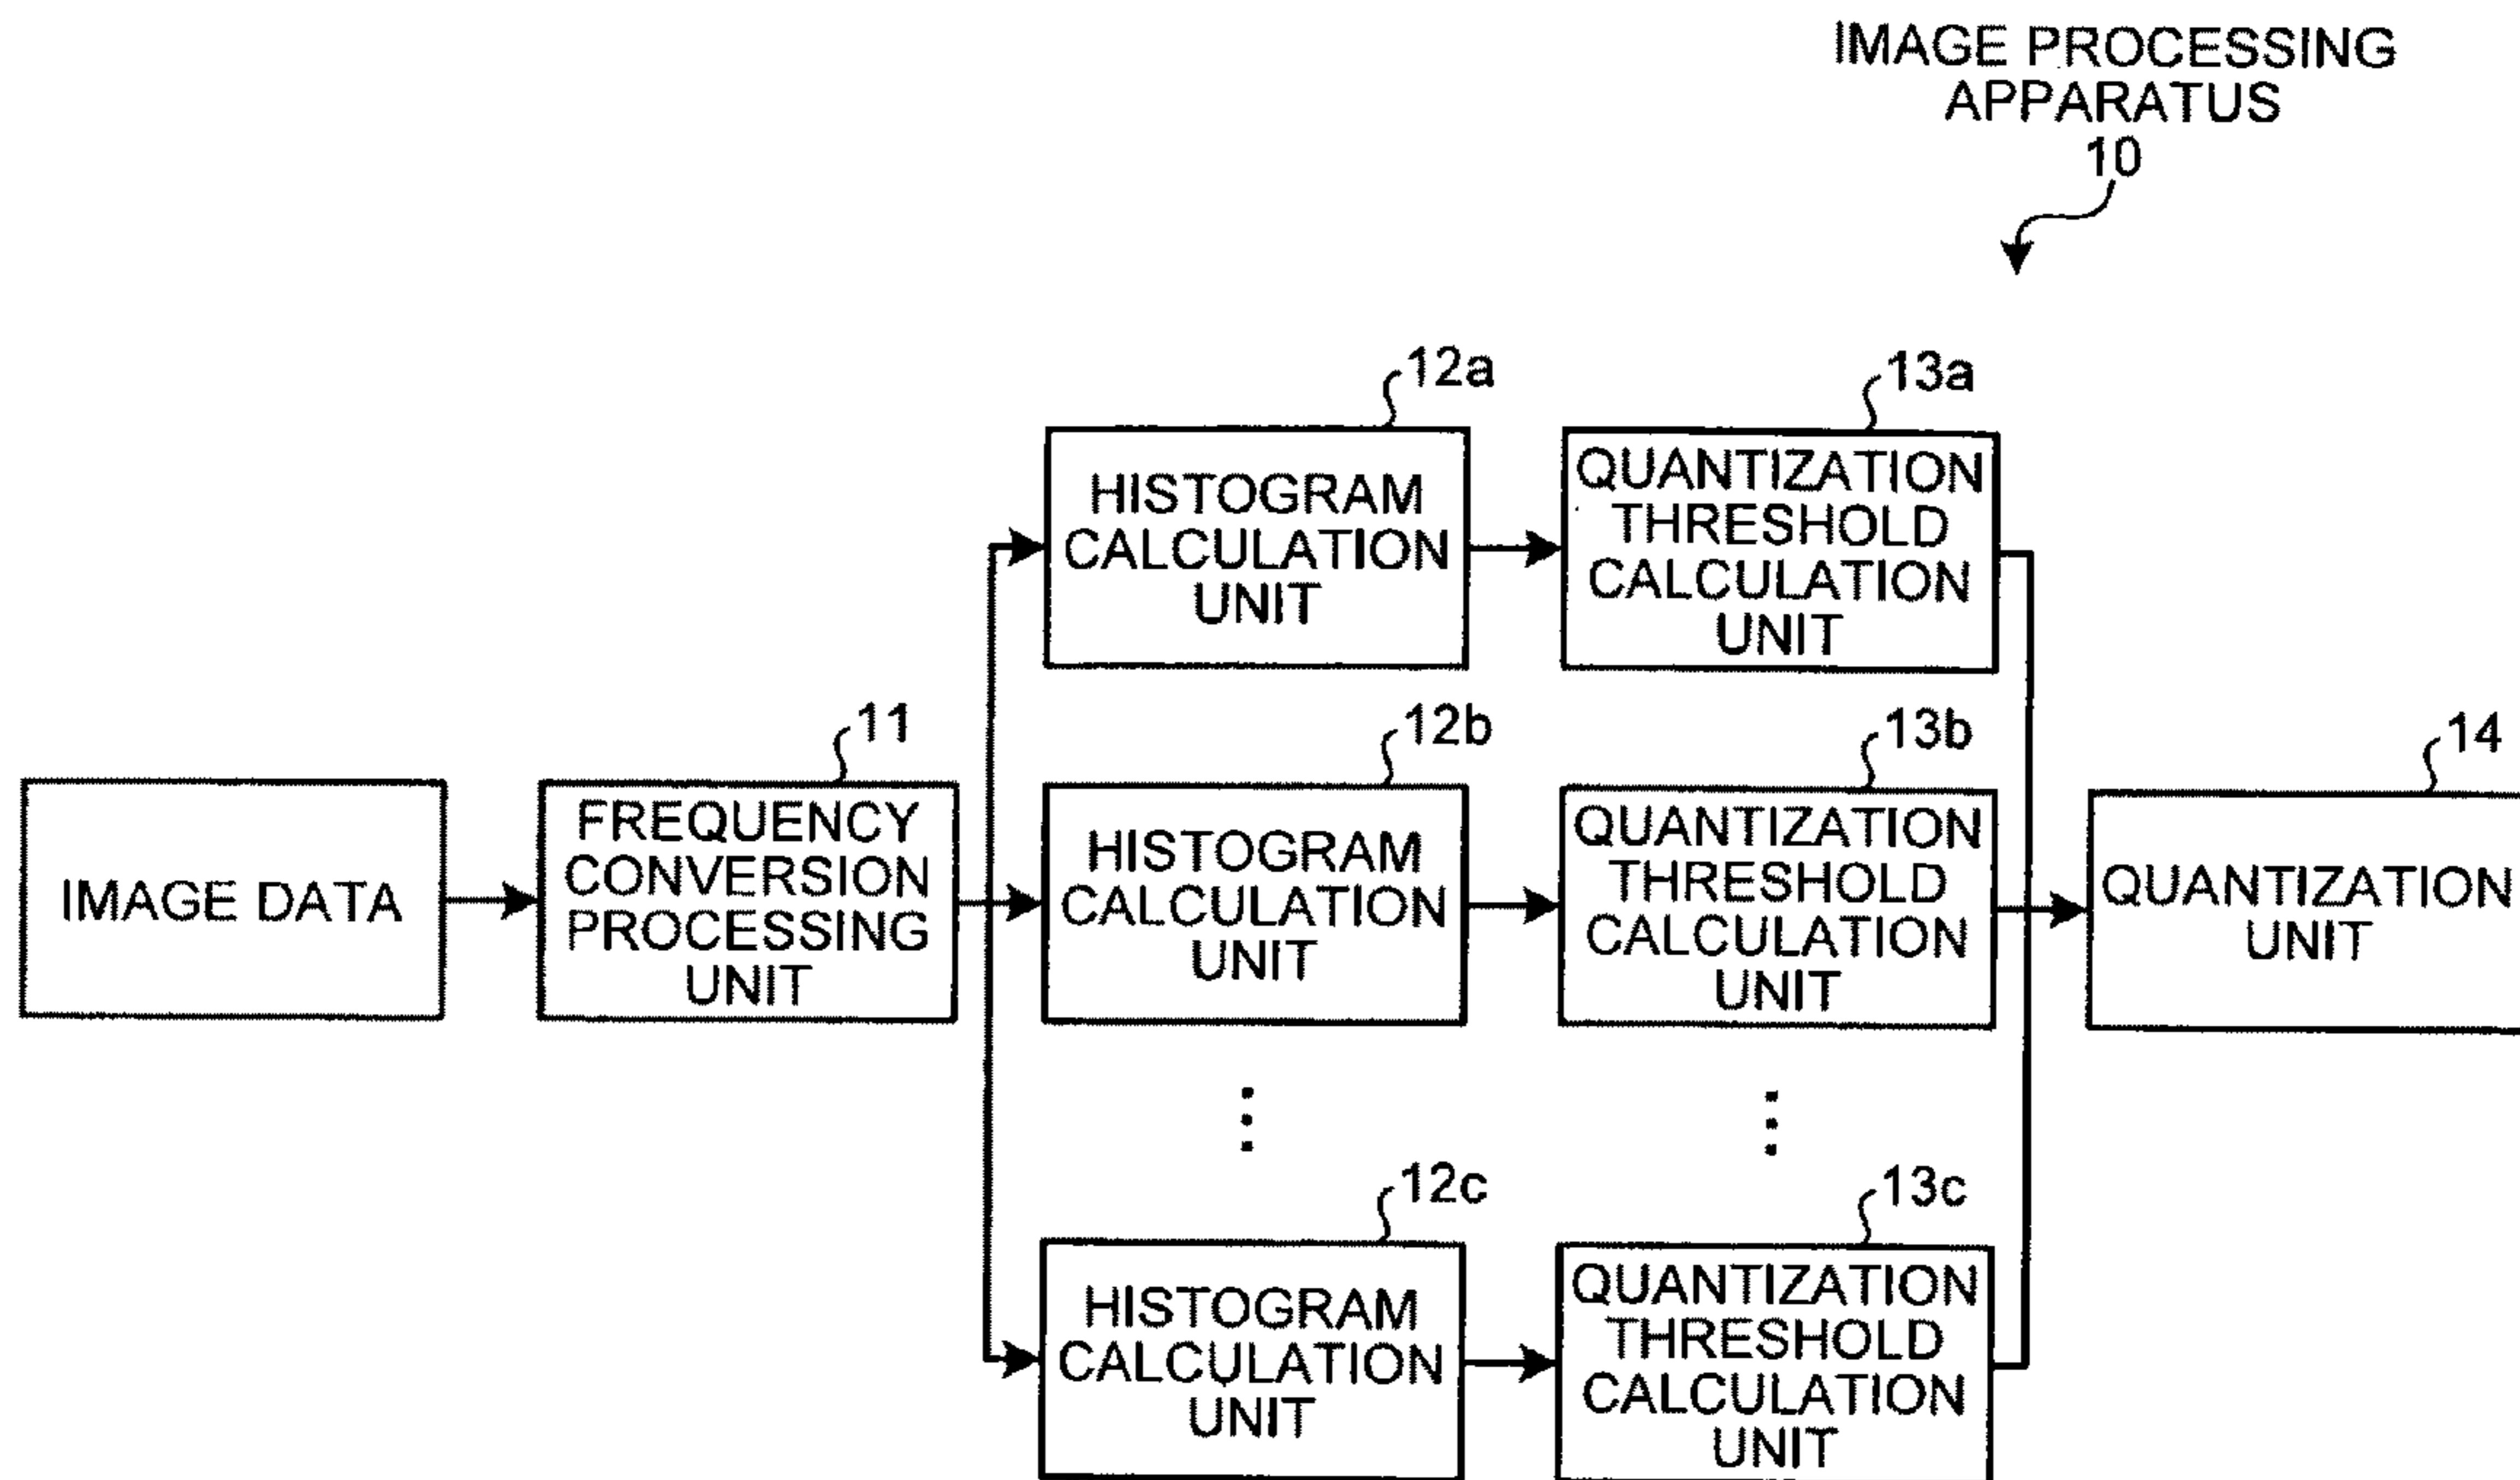 IMAGE PROCESSING
APPARATUS
10
12a
13a
HISTOGRAM
CALCULATION
UNIT
QUANTIZATION
THRESHOLD
CALCULATION
UNIT
11
12b
13b
14
IMAGE DATA
FREQUENCY
CONVERSION
PROCESSING
UNIT
HISTOGRAM
CALCULATION
UNIT
QUANTIZATION
THRESHOLD
CALCULATION
UNIT
QUANTIZATION
UNIT
12c
13c
HISTOGRAM
CALCULATION
UNIT
QUANTIZATION
THRESHOLD
CALCULATION
UNIT